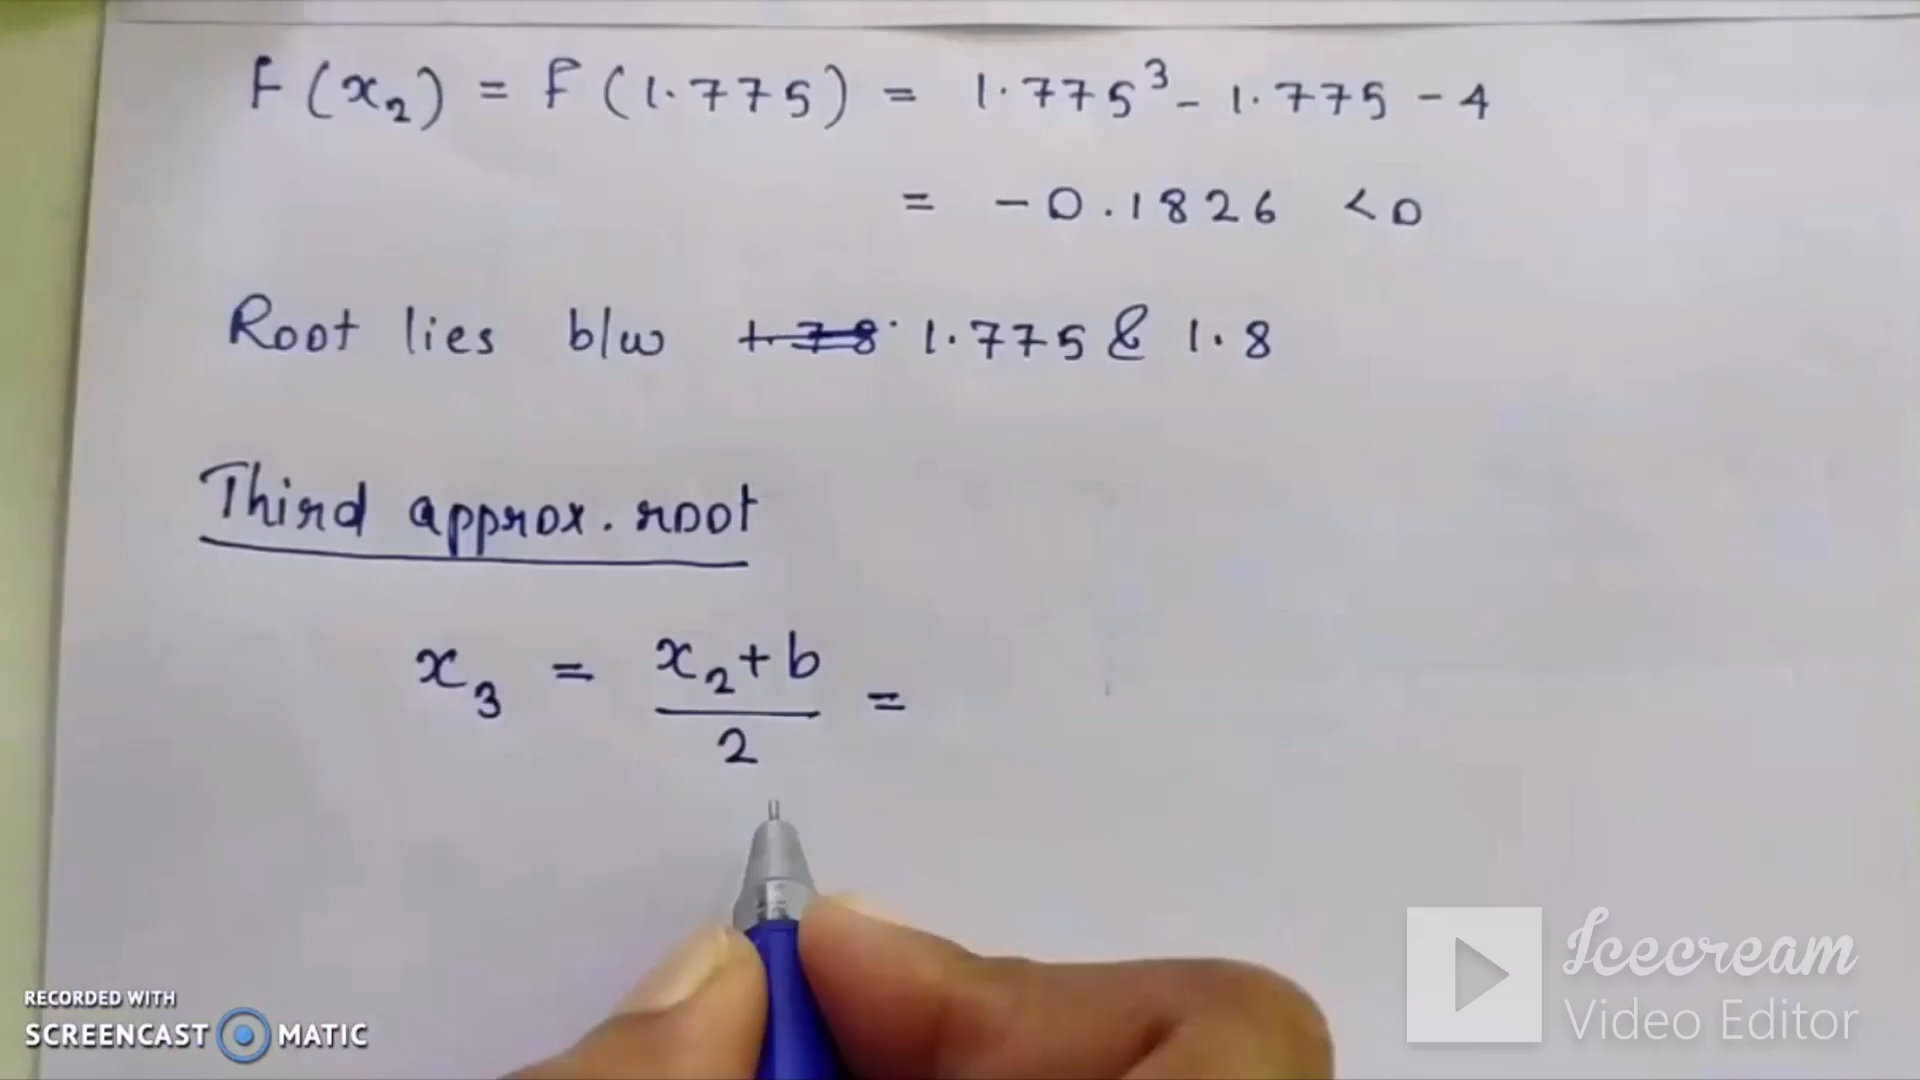 F(x₂) = F(1.775) = 1.775³ - 1.775 - 4
= -0.1826 <0
Root lies b/w 1.78 1.775 & 1.8
Third approx. root
x₃ = x₂+b/2 =
Icecream
Video Editor
RECORDED WITH
SCREENCAST MATIC